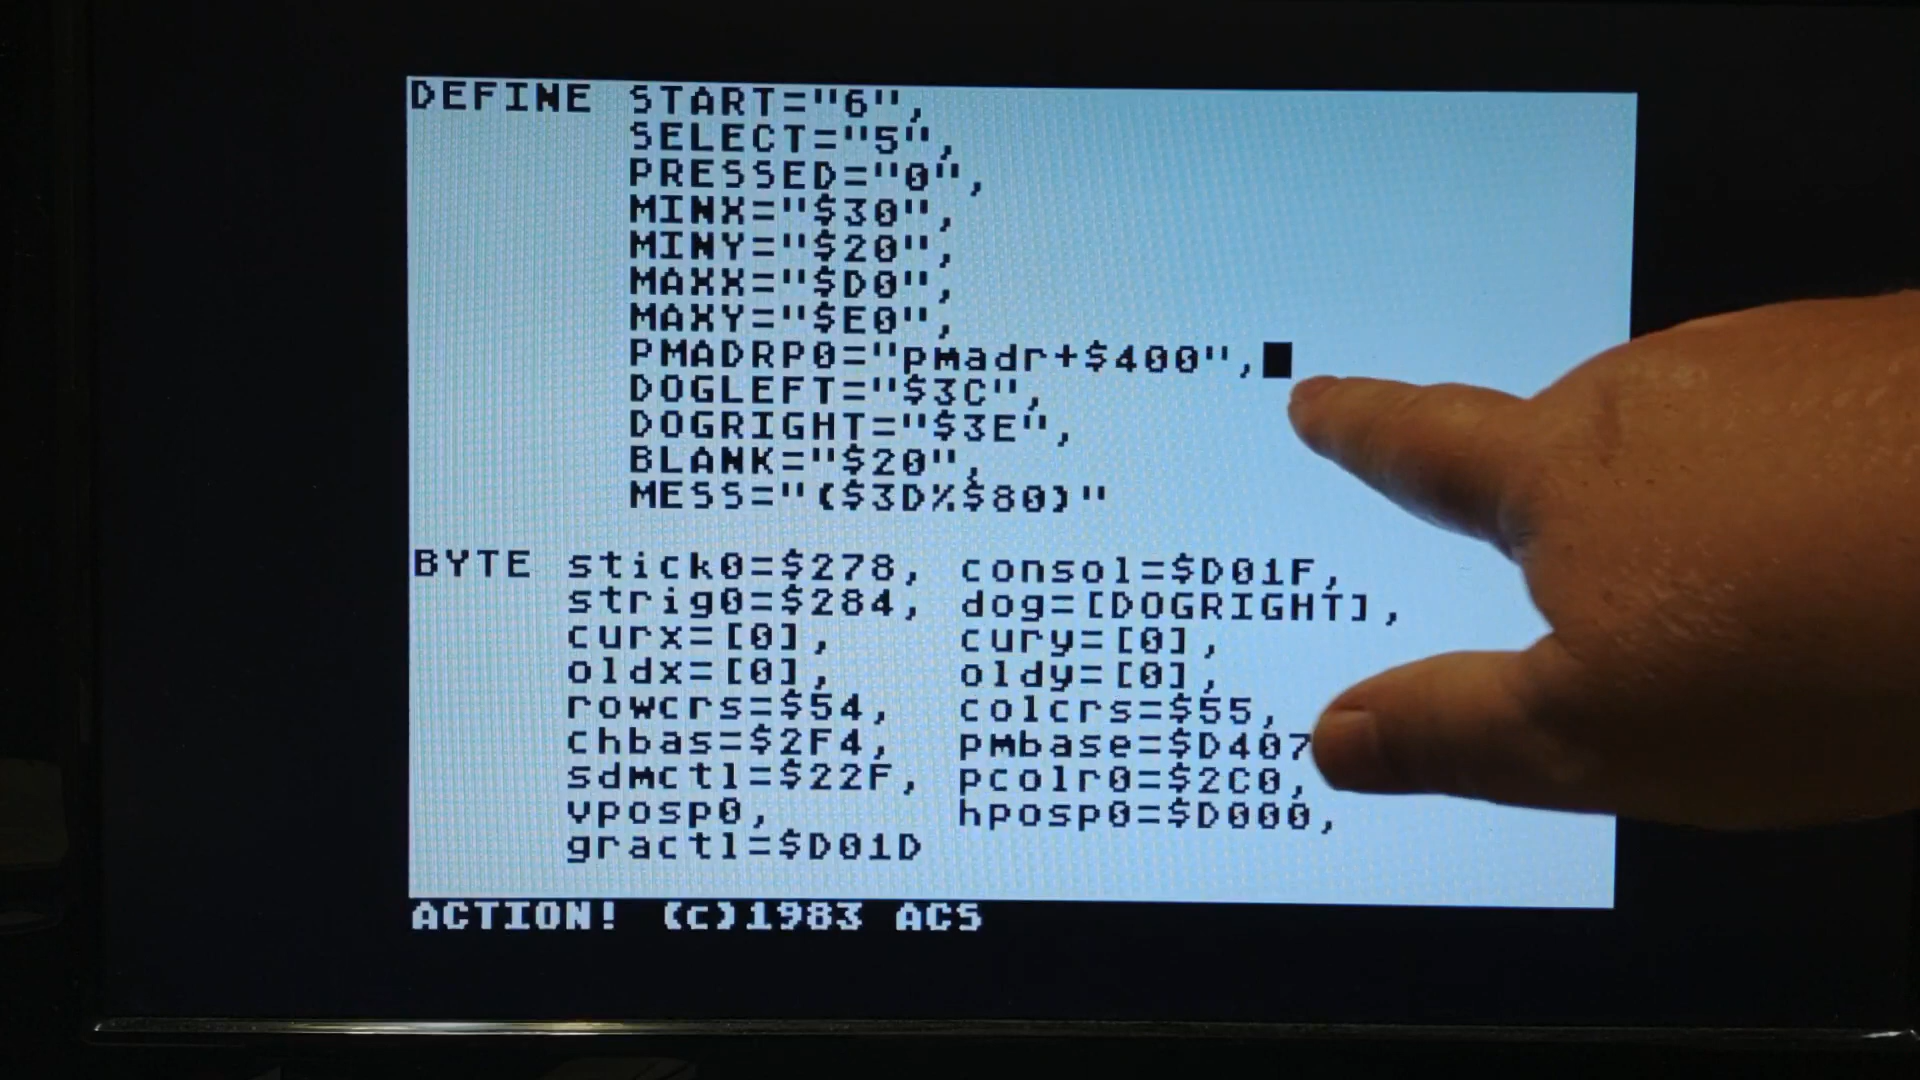 DEFINE START="6",
SELECT="5",
PRESSED="0",
MINX="$30",
MINY="$20",
MAXX="$D0",
MAXY="$E0",
PMADRP0="pmadr+$400",
DOGLEFT="$3C",
DOGRIGHT="$3E",
BLANK="$20",
MESS="($3D%$80)"
BYTE stick0=$278, consol=$D01F,
strig0=$284, dog=[DOGRIGHT],
curx=[0], cury=[0],
oldx=[0], oldy=[0],
rowcrs=$54, colcrs=$55,
chbas=$2F4, pmbase=$D407
sdmctl=$22F, pcolr0=$2C0,
vposp0, hposp0=$D000,
gractl=$D01D
ACTION! (c)1983 ACS